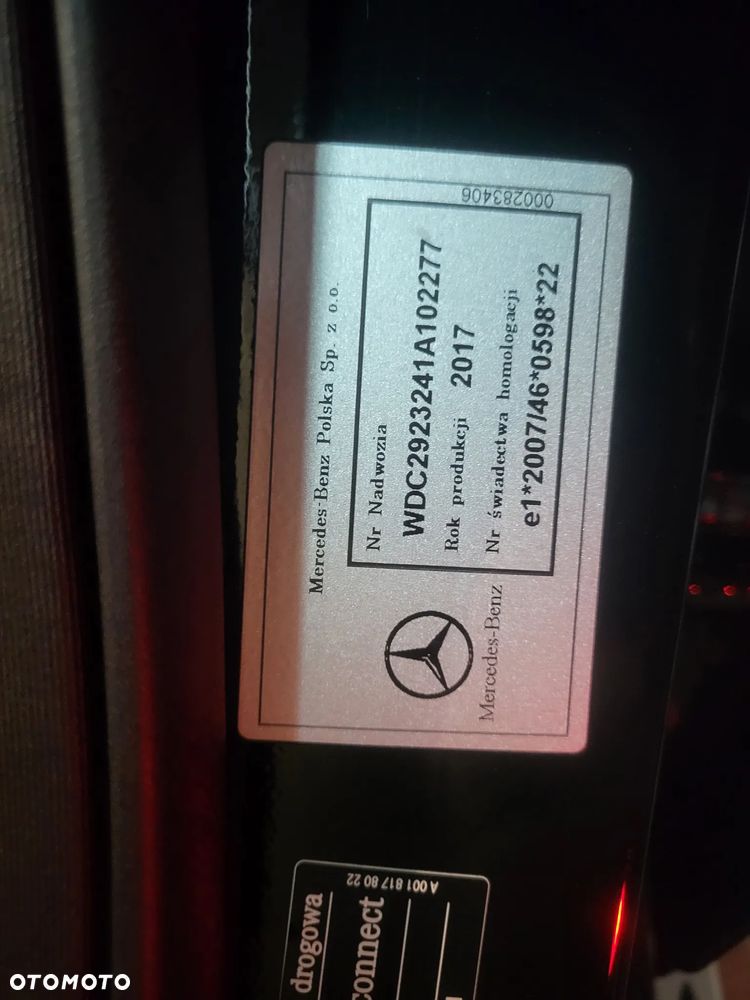 Mercedes-Benz Polska Sp. z o.o.
Nr Nadwozia
WDC2923241A102277
Rok produkcji 2017
Nr świadectwa homologacji
e1*2007/46*0598*22
000283406
Mercedes-Benz
drogowa
connect
A 001 817 80 22
OTOMOTO